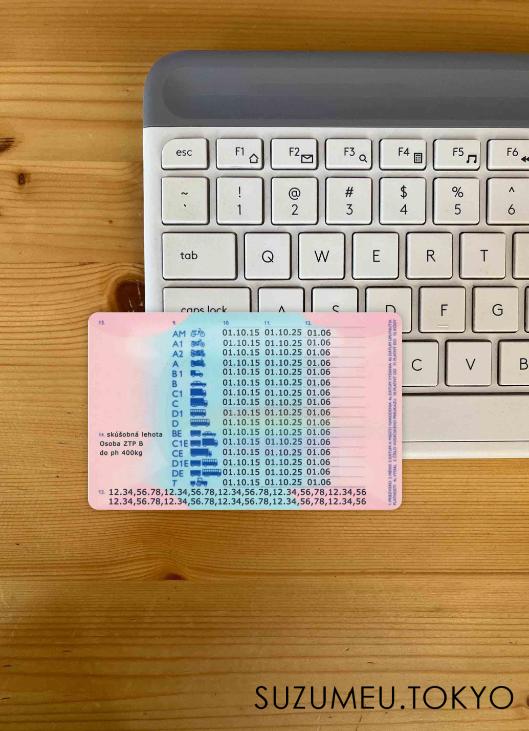 esc F1 F2 F3 F4 F5 F6
~ ! @ # $ % ^
` 1 2 3 4 5 6
tab Q W E R T
caps lock A S D F G
C V B
15. 9. 10. 11. 12.
AM 01.10.15 01.10.25 01.06
A1 01.10.15 01.10.25 01.06
A2 01.10.15 01.10.25 01.06
A 01.10.15 01.10.25 01.06
B1 01.10.15 01.10.25 01.06
B 01.10.15 01.10.25 01.06
C1 01.10.15 01.10.25 01.06
C 01.10.15 01.10.25 01.06
D1 01.10.15 01.10.25 01.06
D 01.10.15 01.10.25 01.06
BE 01.10.15 01.10.25 01.06
C1E 01.10.15 01.10.25 01.06
CE 01.10.15 01.10.25 01.06
D1E 01.10.15 01.10.25 01.06
DE 01.10.15 01.10.25 01.06
T 01.10.15 01.10.25 01.06
14. skúšobná lehota
Osoba ZTP B
do ph 400kg
12. 12.34,56.78,12.34,56.78,12.34,56.78,12.34,56
12.34,56.78,12.34,56.78,12.34,56.78,12.34,56
SUZUMEU.TOKYO